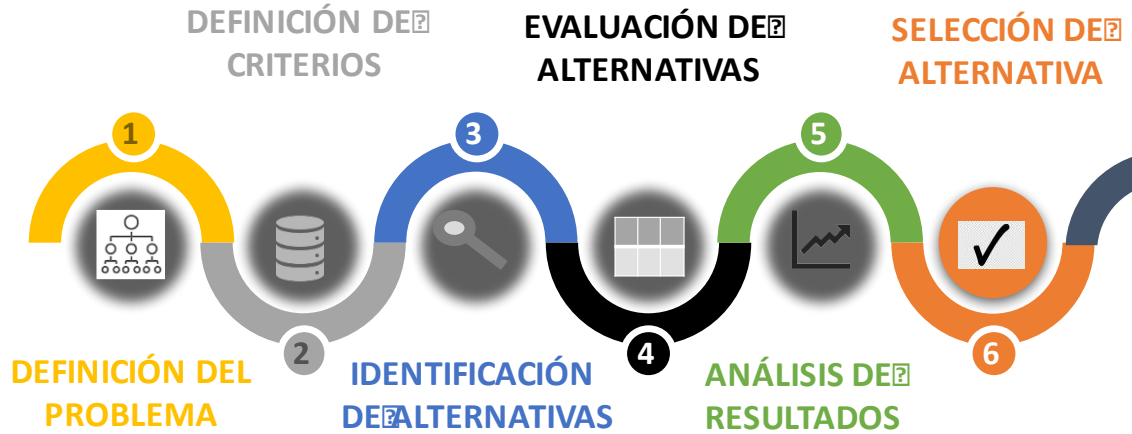 DEFINICIÓN DE
CRITERIOS
EVALUACIÓN DE
ALTERNATIVAS
SELECCIÓN DE
ALTERNATIVA
1
3
5
2
4
6
DEFINICIÓN DEL
PROBLEMA
IDENTIFICACIÓN
DE ALTERNATIVAS
ANÁLISIS DE
RESULTADOS